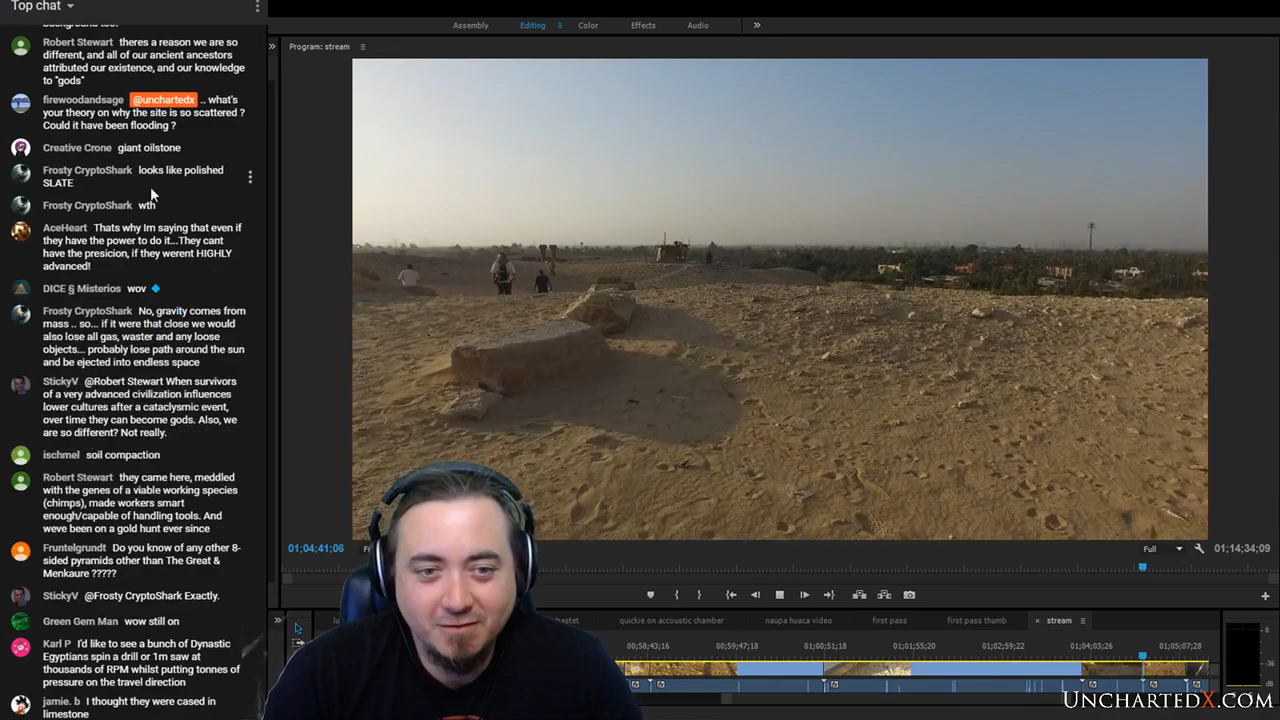 Top chat
background too!
Robert Stewart theres a reason we are so
different, and all of our ancient ancestors
attributed our existence, and our knowledge
to "gods"
firewoodandsage @unchartedx .. what's
your theory on why the site is so scattered ?
Could it have been flooding ?
Creative Crone giant oilstone
Frosty CryptoShark looks like polished
SLATE
Frosty CryptoShark wth
AceHeart Thats why Im saying that even if
they have the power to do it...They cant
have the presicion, if they werent HIGHLY
advanced!
DICE § Misterios wov
Frosty CryptoShark No, gravity comes from
mass .. so... if it were that close we would
also lose all gas, waster and any loose
objects... probably lose path around the sun
and be ejected into endless space
StickyV @Robert Stewart When survivors
of a very advanced civilization influences
lower cultures after a cataclysmic event,
over time they can become gods. Also, we
are so different? Not really.
ischmel soil compaction
Robert Stewart they came here, meddled
with the genes of a viable working species
(chimps), made workers smart
enough/capable of handling tools. And
weve been on a gold hunt ever since
Fruntelgrundt Do you know of any other 8-
sided pyramids other than The Great &
Menkaure ?????
StickyV @Frosty CryptoShark Exactly.
Green Gem Man wow still on
Karl P I'd like to see a bunch of Dynastic
Egyptians spin a drill or 1m saw at
thousands of RPM whilst putting tonnes of
pressure on the travel direction
jamie. b I thought they were cased in
limestone
Assembly Editing Color Effects Audio
Program: stream
01;04;41;06
Full 01;14;34;09
quickie on accoustic chamber naupa huaca video first pass first pass thumb stream
00;58;43;16 00;59;47;18 01;00;51;18 01;01;55;20 01;02;59;22 01;04;03;26 01;05;07;28
UnchartedX.com